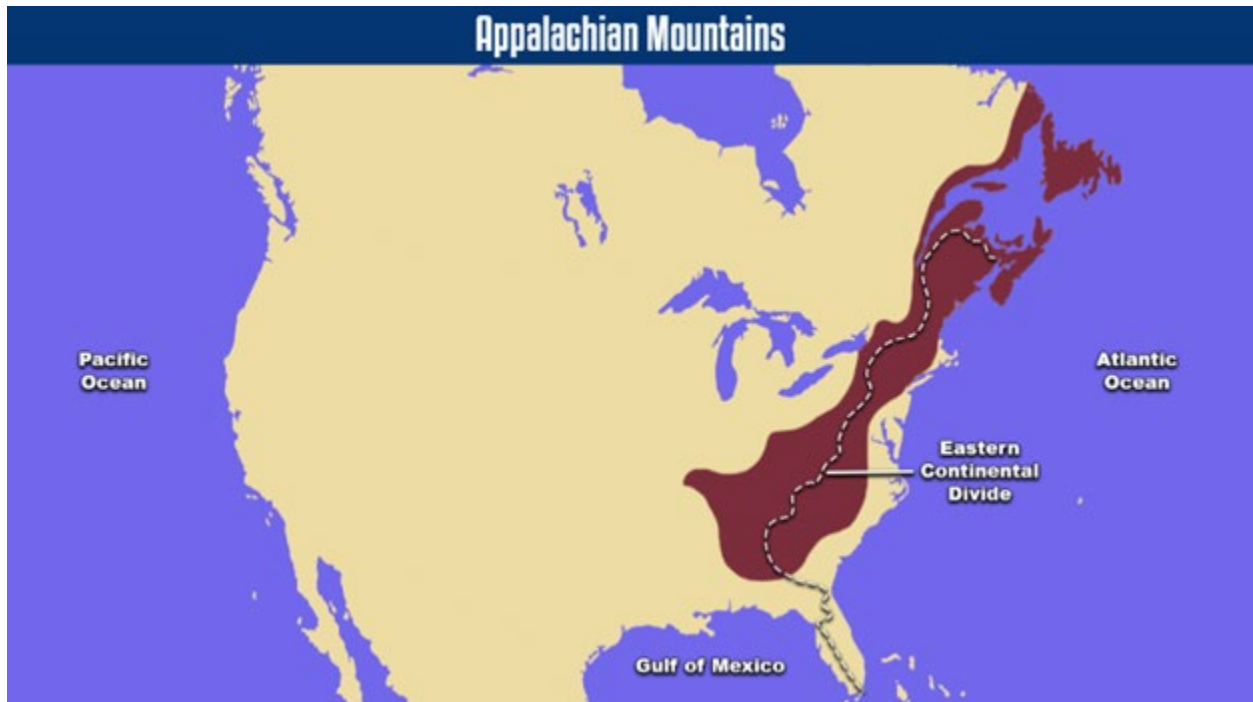 Appalachian Mountains
Pacific
Ocean
Atlantic
Ocean
Eastern
Continental
Divide
Gulf of Mexico